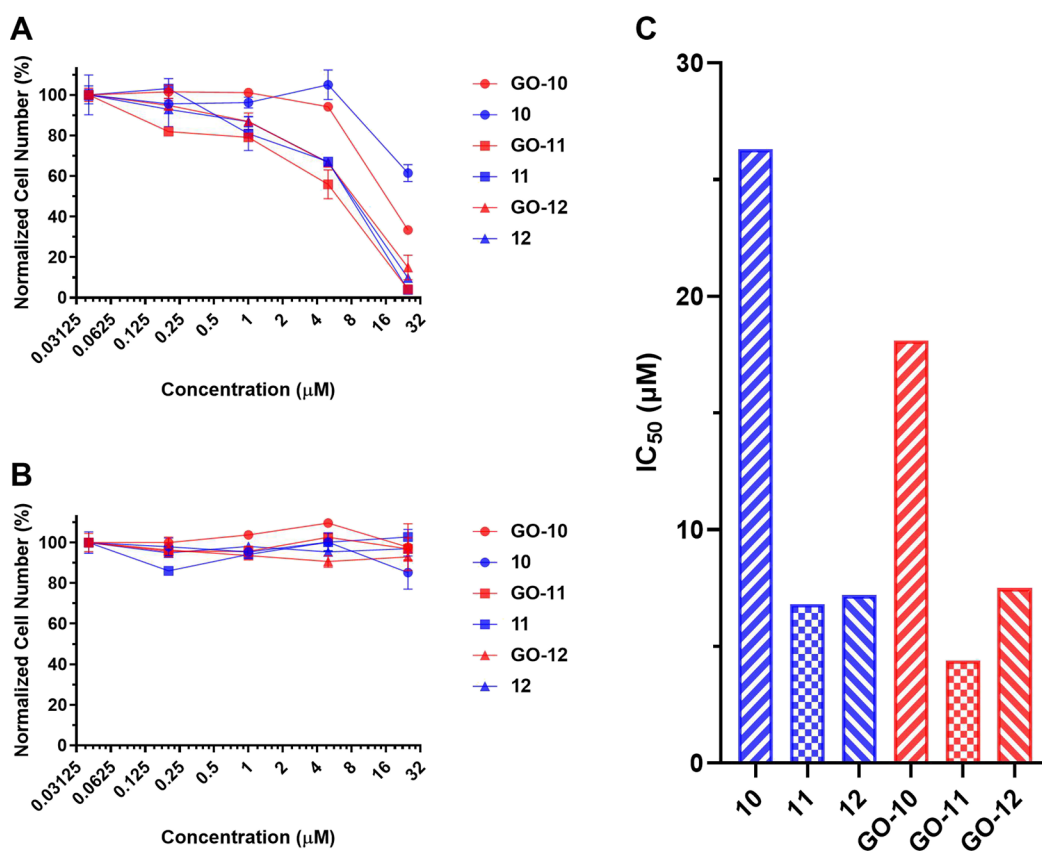 A
Normalized Cell Number (%)
100
80
60
40
20
0
0.03125
0.0625
0.125
0.25
0.5
1
2
4
8
16
32
Concentration (μM)
GO-10
10
GO-11
11
GO-12
12
B
Normalized Cell Number (%)
100
80
60
40
20
0
0.03125
0.0625
0.125
0.25
0.5
1
2
4
8
16
32
Concentration (μM)
GO-10
10
GO-11
11
GO-12
12
C
IC50 (μM)
30
20
10
0
10
11
12
GO-10
GO-11
GO-12